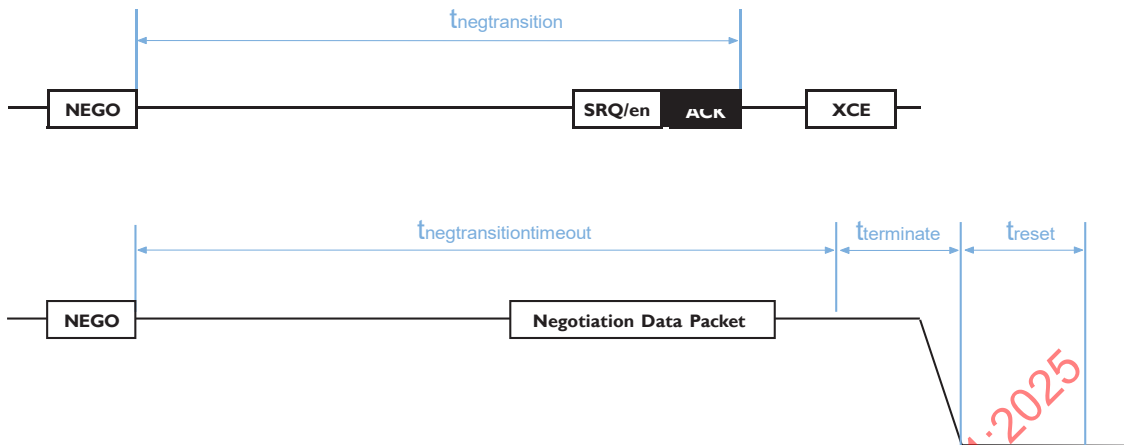 tnegtransition
NEGO
SRQ/en
ACK
XCE
tnegtransitiontimeout
tterminate
treset
NEGO
Negotiation Data Packet
:2025